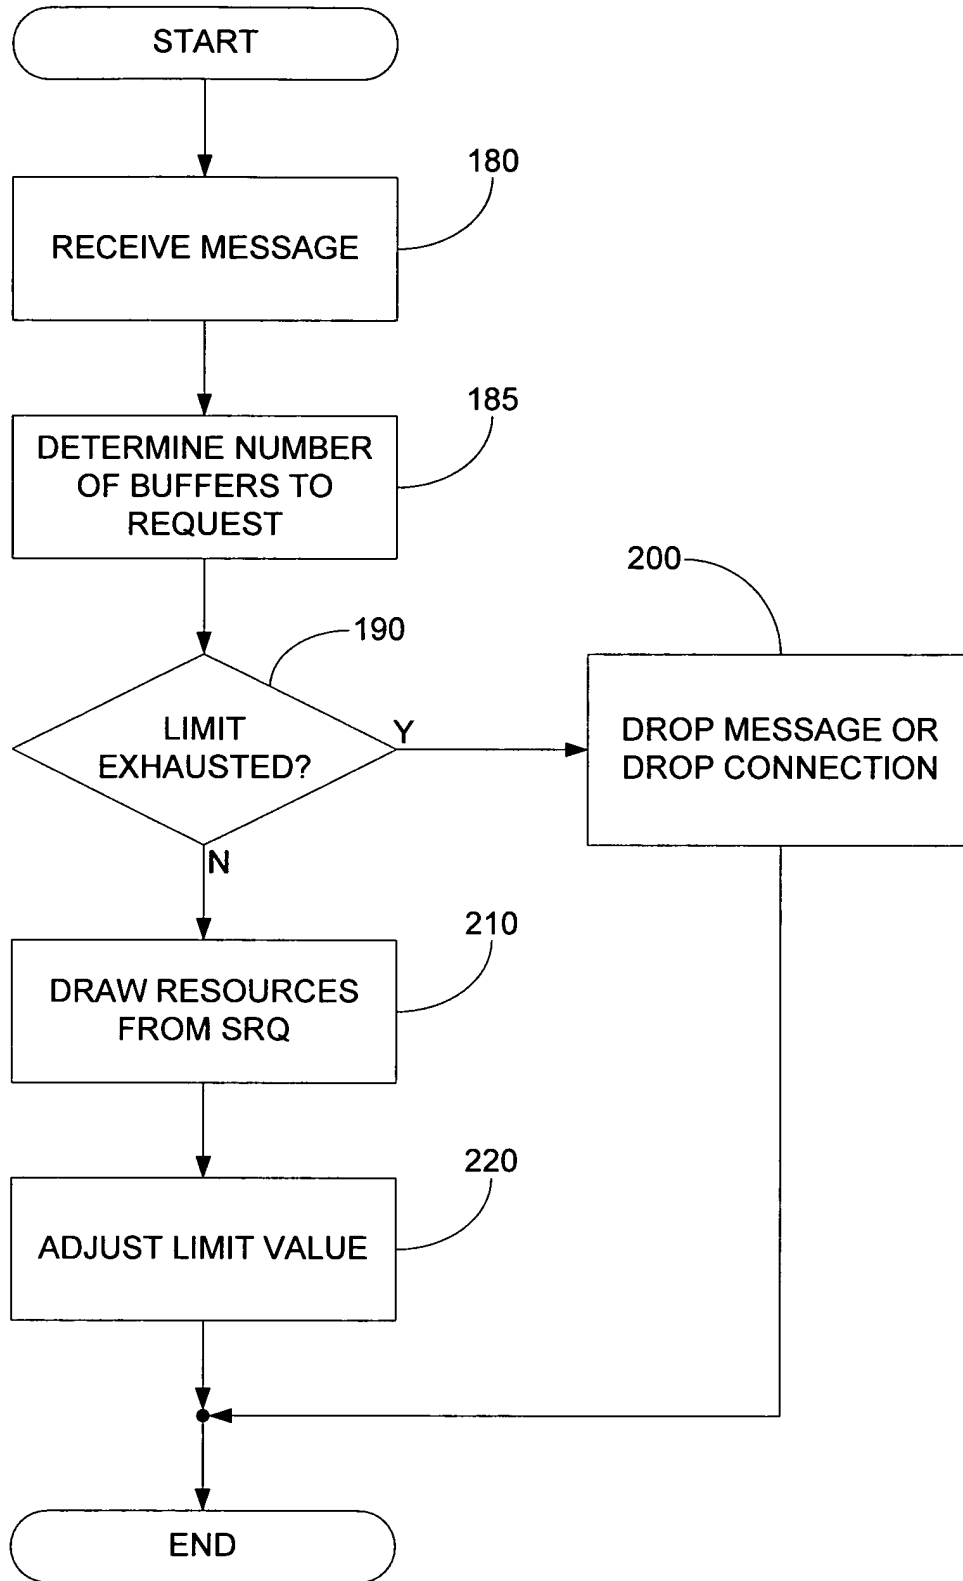 START
180
RECEIVE MESSAGE
185
DETERMINE NUMBER
OF BUFFERS TO
REQUEST
200
190
LIMIT
EXHAUSTED?
Y
DROP MESSAGE OR
DROP CONNECTION
N
210
DRAW RESOURCES
FROM SRQ
220
ADJUST LIMIT VALUE
END